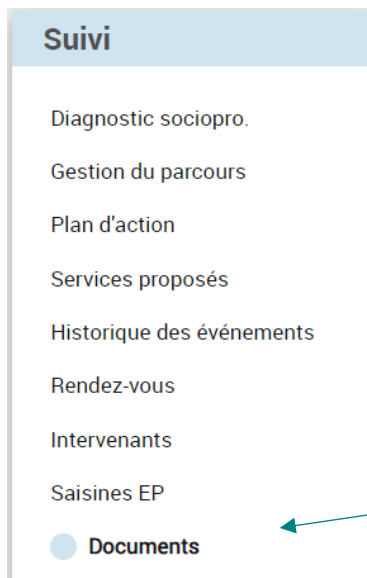 Suivi
Diagnostic sociopro.
Gestion du parcours
Plan d'action
Services proposés
Historique des événements
Rendez-vous
Intervenants
Saisines EP
Documents